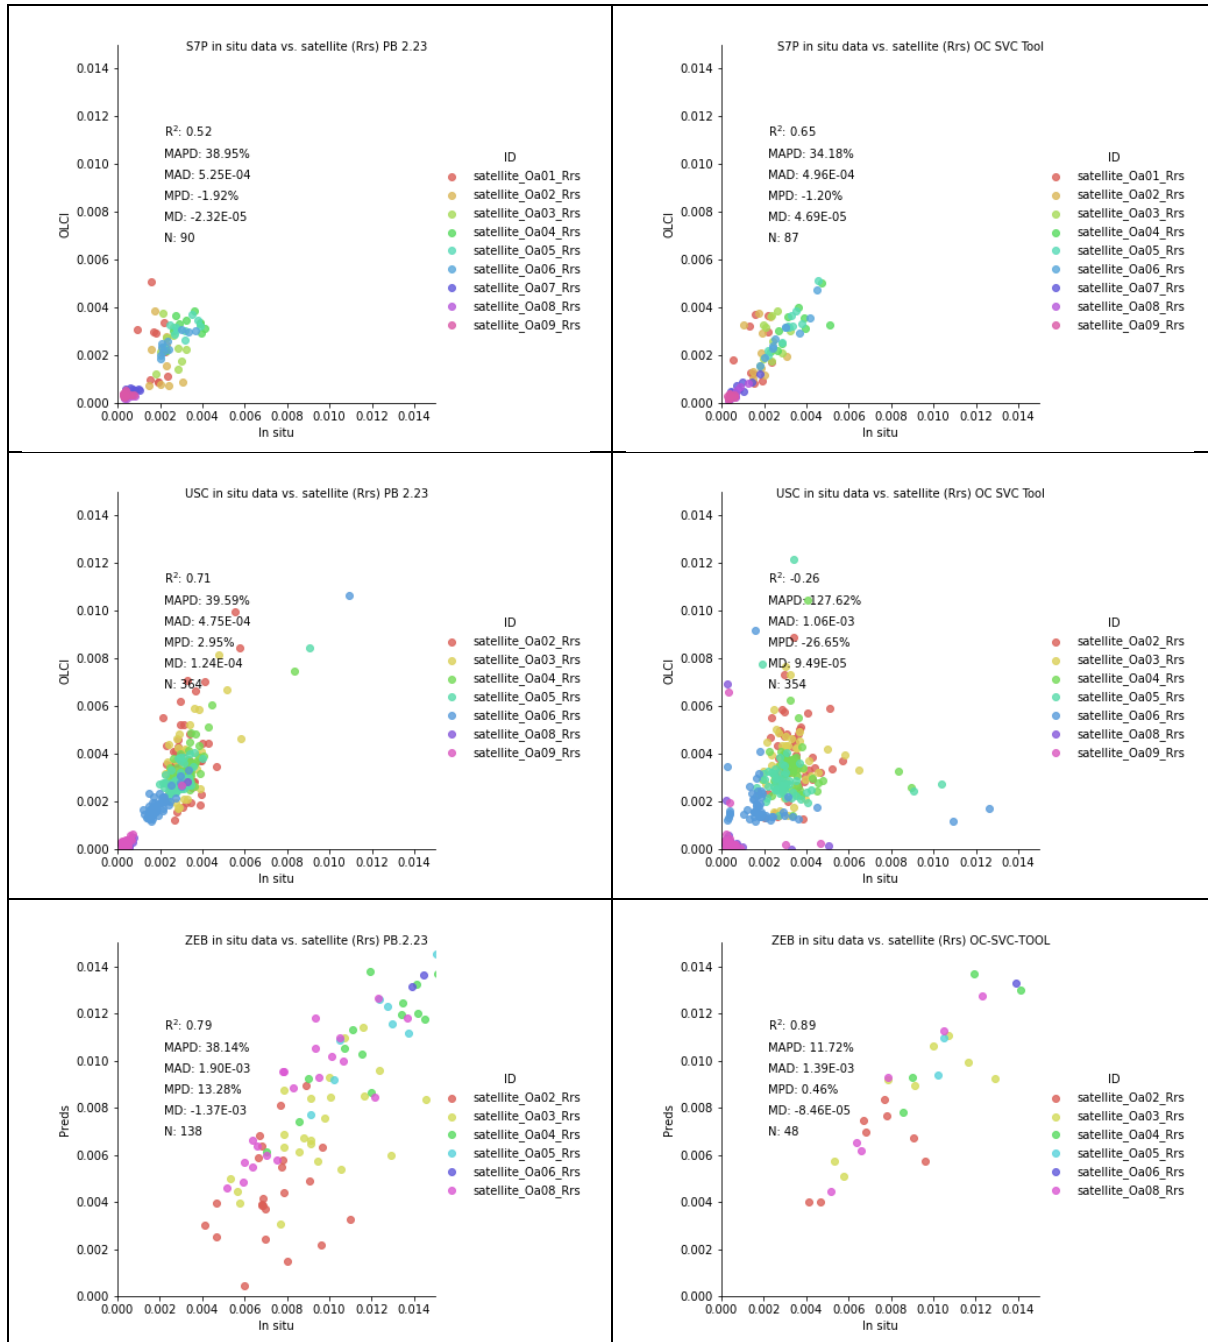 S7P in situ data vs. satellite (Rrs) PB 2.23
0.014
0.012
0.010
0.008
0.006
0.004
0.002
0.000
OLCI
R²: 0.52
MAPD: 38.95%
MAD: 5.25E-04
MPD: -1.92%
MD: -2.32E-05
N: 90
ID
satellite_Oa01_Rrs
satellite_Oa02_Rrs
satellite_Oa03_Rrs
satellite_Oa04_Rrs
satellite_Oa05_Rrs
satellite_Oa06_Rrs
satellite_Oa07_Rrs
satellite_Oa08_Rrs
satellite_Oa09_Rrs
0.000 0.002 0.004 0.006 0.008 0.010 0.012 0.014
In situ
S7P in situ data vs. satellite (Rrs) OC SVC Tool
0.014
0.012
0.010
0.008
0.006
0.004
0.002
0.000
OLCI
R²: 0.65
MAPD: 34.18%
MAD: 4.96E-04
MPD: -1.20%
MD: 4.69E-05
N: 87
ID
satellite_Oa01_Rrs
satellite_Oa02_Rrs
satellite_Oa03_Rrs
satellite_Oa04_Rrs
satellite_Oa05_Rrs
satellite_Oa06_Rrs
satellite_Oa07_Rrs
satellite_Oa08_Rrs
satellite_Oa09_Rrs
0.000 0.002 0.004 0.006 0.008 0.010 0.012 0.014
In situ
USC in situ data vs. satellite (Rrs) PB 2.23
0.014
0.012
0.010
0.008
0.006
0.004
0.002
0.000
OLCI
R²: 0.71
MAPD: 39.59%
MAD: 4.75E-04
MPD: 2.95%
MD: 1.24E-04
N: 364
ID
satellite_Oa02_Rrs
satellite_Oa03_Rrs
satellite_Oa04_Rrs
satellite_Oa05_Rrs
satellite_Oa06_Rrs
satellite_Oa08_Rrs
satellite_Oa09_Rrs
0.000 0.002 0.004 0.006 0.008 0.010 0.012 0.014
In situ
USC in situ data vs. satellite (Rrs) OC SVC Tool
0.014
0.012
0.010
0.008
0.006
0.004
0.002
0.000
OLCI
R²: -0.26
MAPD: 127.62%
MAD: 1.06E-03
MPD: -26.65%
MD: 9.49E-05
N: 354
ID
satellite_Oa02_Rrs
satellite_Oa03_Rrs
satellite_Oa04_Rrs
satellite_Oa05_Rrs
satellite_Oa06_Rrs
satellite_Oa08_Rrs
satellite_Oa09_Rrs
0.000 0.002 0.004 0.006 0.008 0.010 0.012 0.014
In situ
ZEB in situ data vs. satellite (Rrs) PB.2.23
0.014
0.012
0.010
0.008
0.006
0.004
0.002
0.000
Preds
R²: 0.79
MAPD: 38.14%
MAD: 1.90E-03
MPD: 13.28%
MD: -1.37E-03
N: 138
ID
satellite_Oa02_Rrs
satellite_Oa03_Rrs
satellite_Oa04_Rrs
satellite_Oa05_Rrs
satellite_Oa06_Rrs
satellite_Oa08_Rrs
0.000 0.002 0.004 0.006 0.008 0.010 0.012 0.014
In situ
ZEB in situ data vs. satellite (Rrs) OC-SVC-TOOL
0.014
0.012
0.010
0.008
0.006
0.004
0.002
0.000
Preds
R²: 0.89
MAPD: 11.72%
MAD: 1.39E-03
MPD: 0.46%
MD: -8.46E-05
N: 48
ID
satellite_Oa02_Rrs
satellite_Oa03_Rrs
satellite_Oa04_Rrs
satellite_Oa05_Rrs
satellite_Oa06_Rrs
satellite_Oa08_Rrs
0.000 0.002 0.004 0.006 0.008 0.010 0.012 0.014
In situ